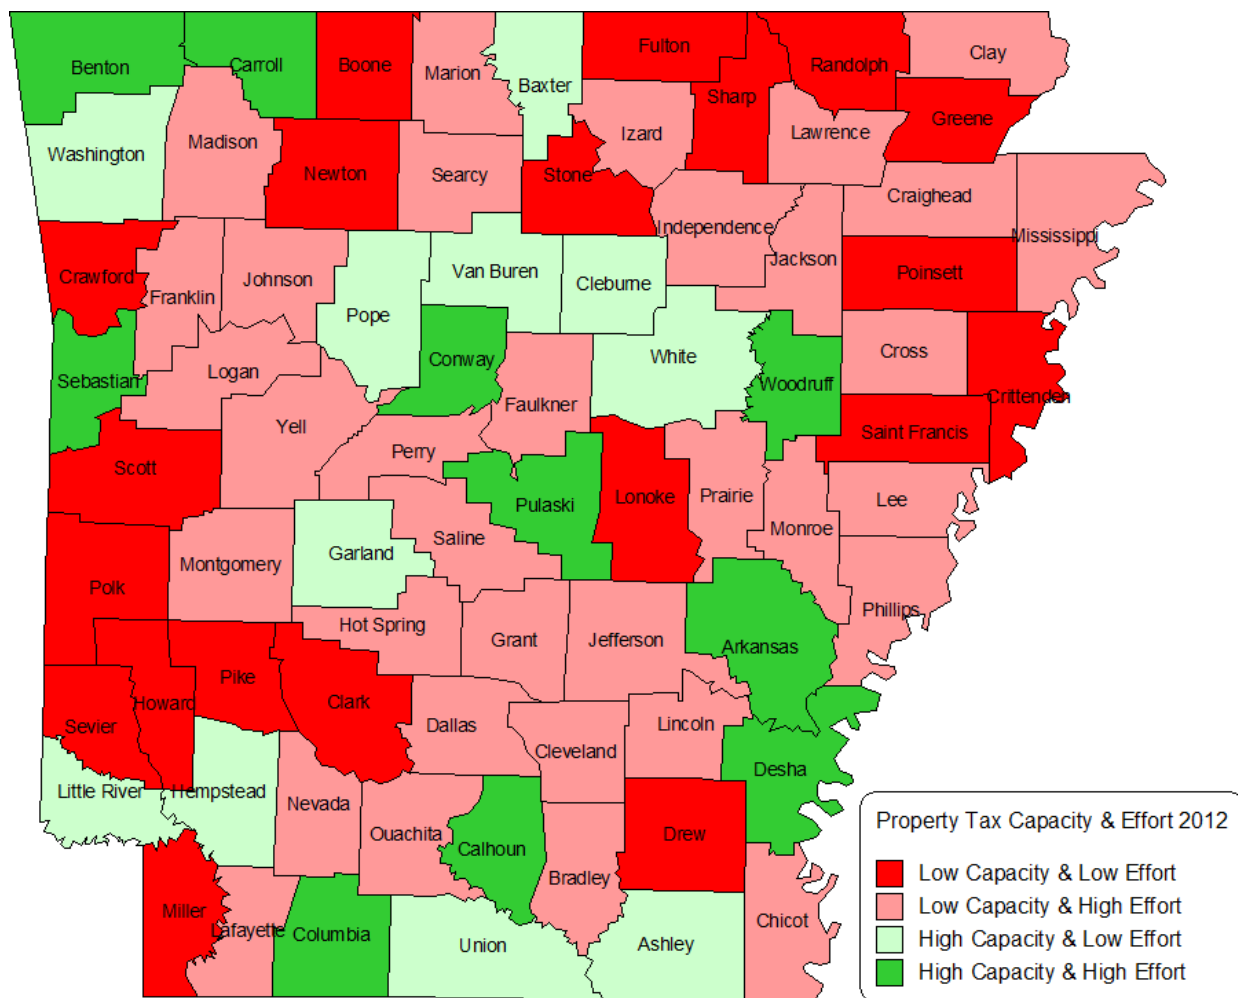 Benton
Carroll
Boone
Marion
Baxter
Fulton
Sharp
Randolph
Clay
Washington
Madison
Newton
Searcy
Stone
Izard
Lawrence
Greene
Craighead
Mississippi
Crawford
Franklin
Johnson
Pope
Van Buren
Cleburne
Independence
Jackson
Poinsett
Sebastian
Logan
Conway
Faulkner
White
Woodruff
Cross
Crittenden
Scott
Yell
Perry
Pulaski
Lonoke
Prairie
Monroe
Saint Francis
Lee
Polk
Montgomery
Garland
Saline
Hot Spring
Grant
Jefferson
Arkansas
Phillips
Sevier
Howard
Pike
Clark
Dallas
Cleveland
Lincoln
Desha
Little River
Hempstead
Nevada
Ouachita
Calhoun
Bradley
Drew
Miller
Lafayette
Columbia
Union
Ashley
Chicot
Property Tax Capacity & Effort 2012
Low Capacity & Low Effort
Low Capacity & High Effort
High Capacity & Low Effort
High Capacity & High Effort